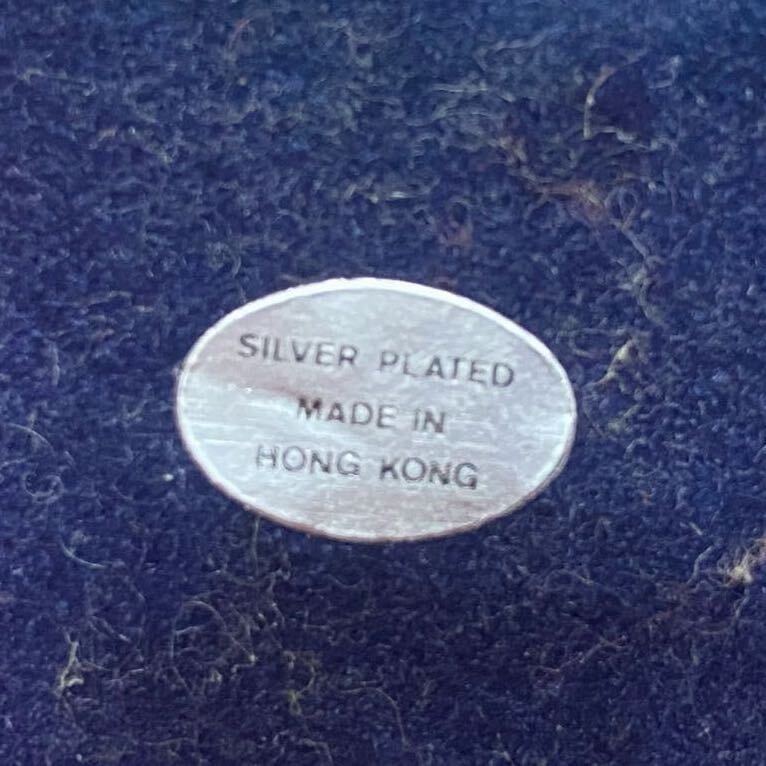 SILVER PLATED
MADE IN
HONG KONG